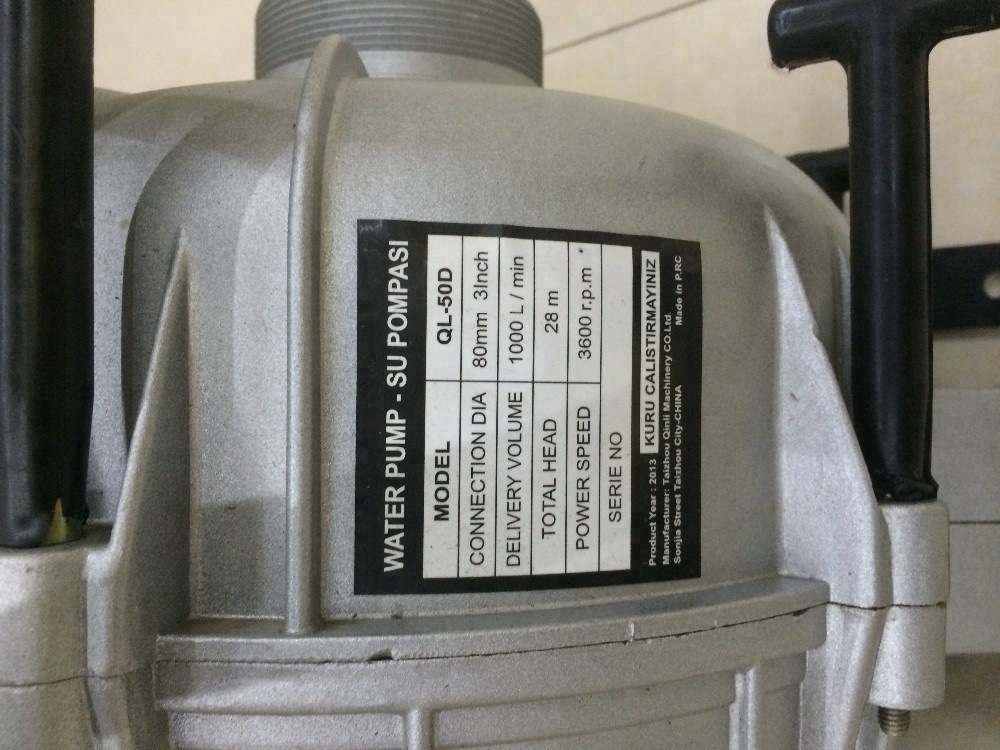 WATER PUMP - SU POMPASI
MODEL QL-50D
CONNECTION DIA 80mm 3Inch
DELIVERY VOLUME 1000 L / min
TOTAL HEAD 28 m
POWER SPEED 3600 r.p.m
SERIE NO
Product Year : 2013 KURU CALISTIRMAYINIZ
Manufacturer: Taizhou Qinli Machinery CO.Ltd.
Sonjia Street Taizhou City-CHINA Made In P.RC